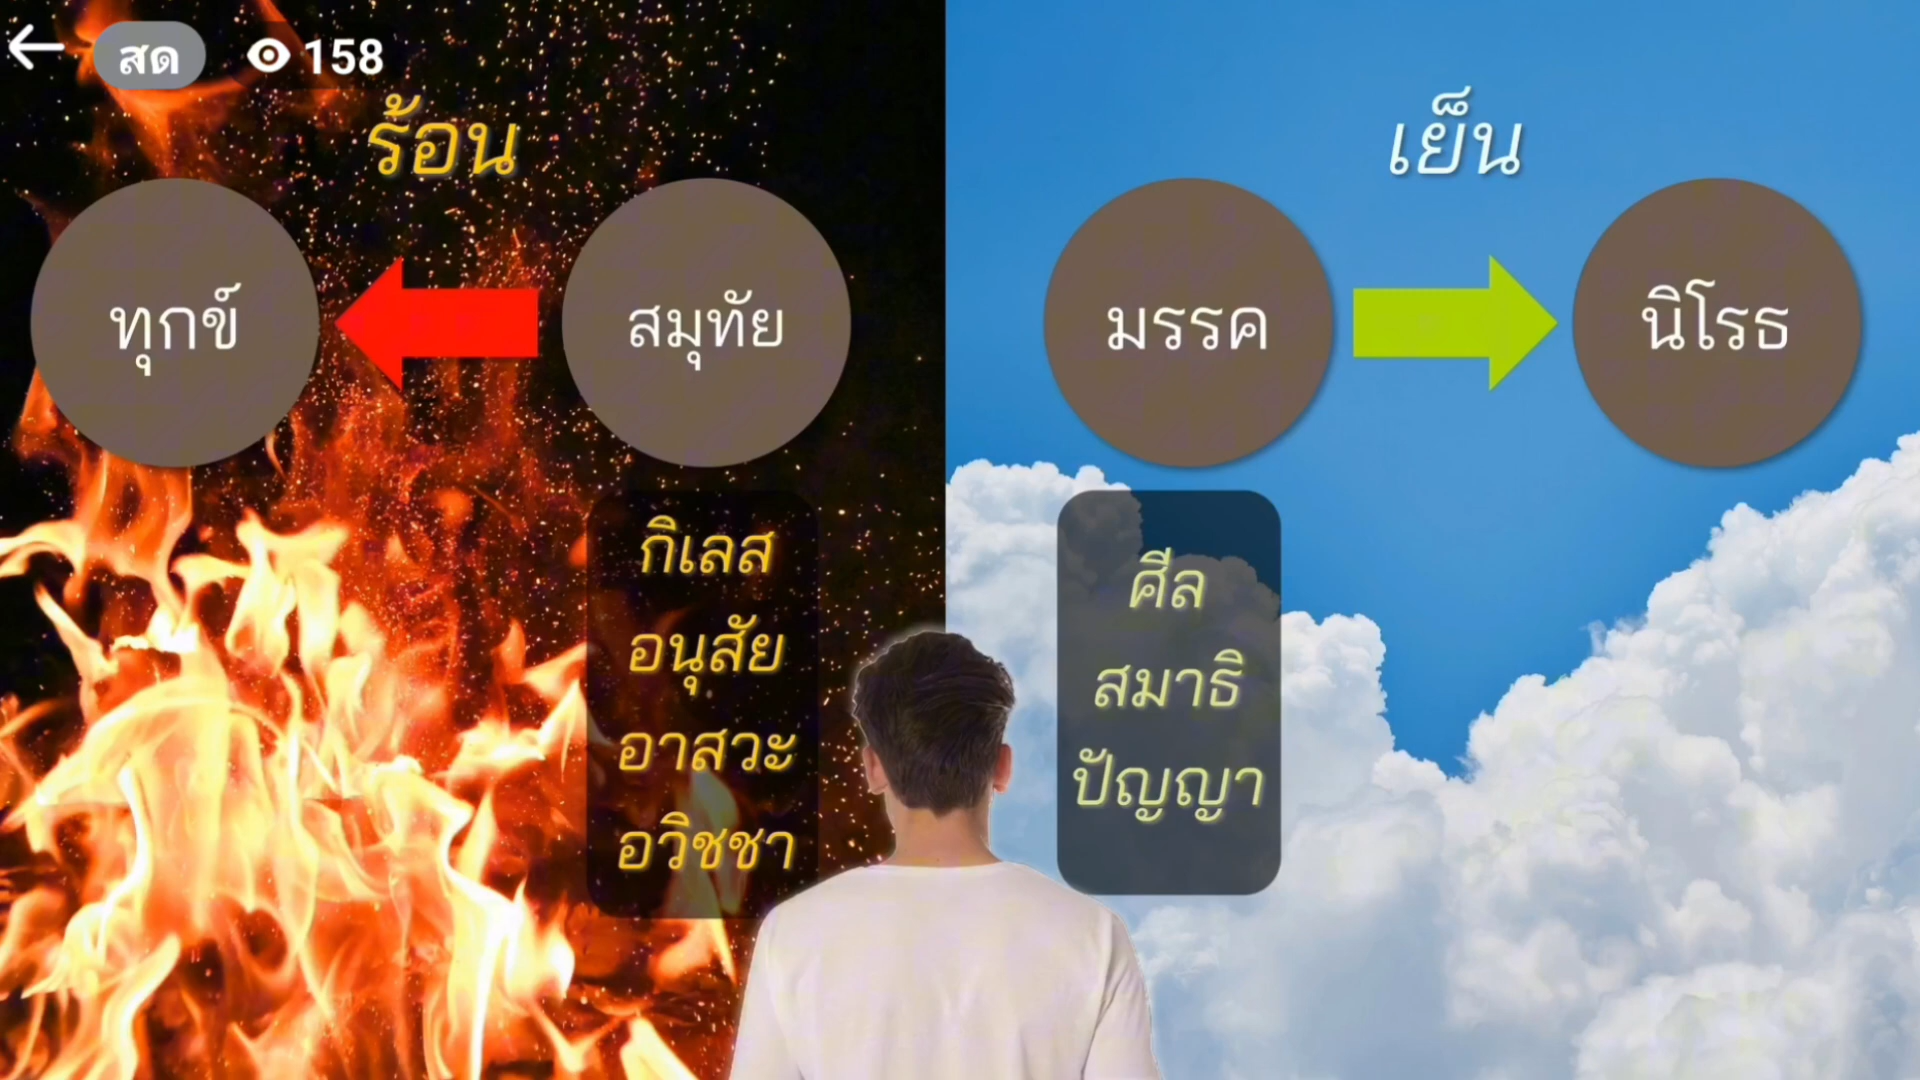 สด 158
ร้อน
ทุกข์
สมุทัย
กิเลส
อนุสัย
อาสวะ
อวิชชา
เย็น
มรรค
นิโรธ
ศีล
สมาธิ
ปัญญา